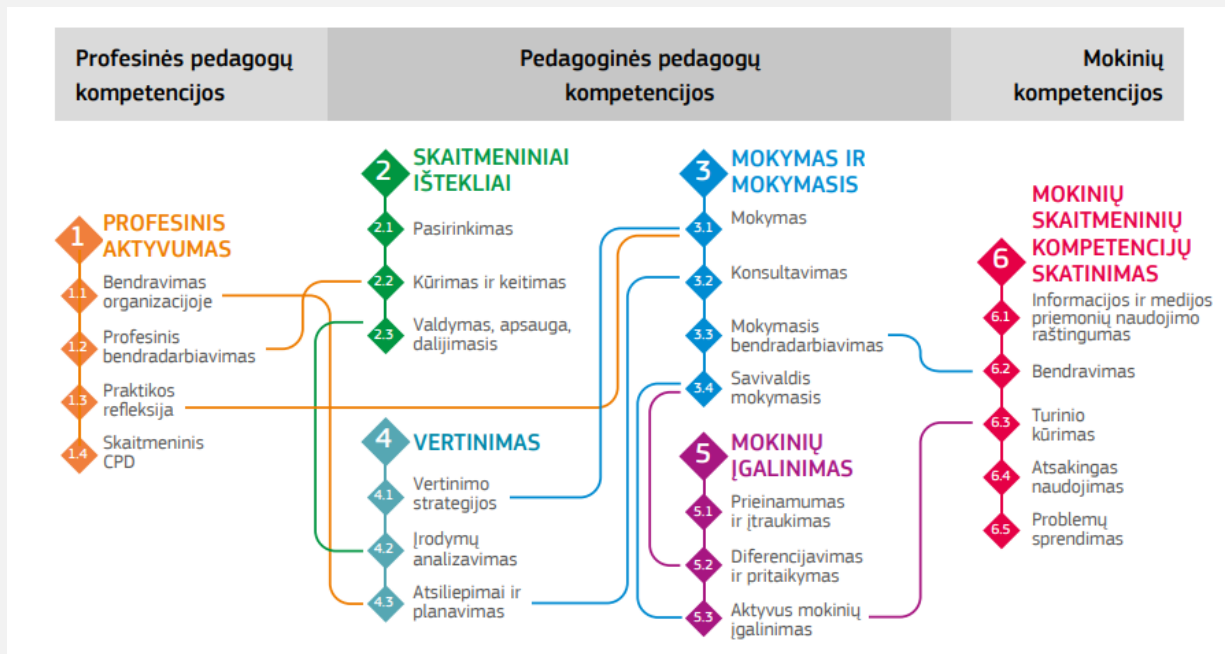 Profesinės pedagogų
kompetencijos
Pedagoginės pedagogų
kompetencijos
Mokinių
kompetencijos
1
PROFESINIS
AKTYVUMAS
1.1
Bendravimas
organizacijoje
1.2
Profesinis
bendradarbiavimas
1.3
Praktikos
refleksija
1.4
Skaitmeninis
CPD
2
SKAITMENINIAI
IŠTEKLIAI
2.1
Pasirinkimas
2.2
Kūrimas ir keitimas
2.3
Valdymas, apsauga,
dalijimasis
4
VERTINIMAS
4.1
Vertinimo
strategijos
4.2
Įrodymų
analizavimas
4.3
Atsiliepimai ir
planavimas
3
MOKYMAS IR
MOKYMASIS
3.1
Mokymas
3.2
Konsultavimas
3.3
Mokymasis
bendradarbiavimas
3.4
Savivaldis
mokymasis
5
MOKINIŲ
ĮGALINIMAS
5.1
Prieinamumas
ir įtraukimas
5.2
Diferencijavimas
ir pritaikymas
5.3
Aktyvus mokinių
įgalinimas
6
MOKINIŲ
SKAITMENINIŲ
KOMPETENCIJŲ
SKATINIMAS
6.1
Informacijos ir medijos
priemonių naudojimo
raštingumas
6.2
Bendravimas
6.3
Turinio
kūrimas
6.4
Atsakingas
naudojimas
6.5
Problemų
sprendimas